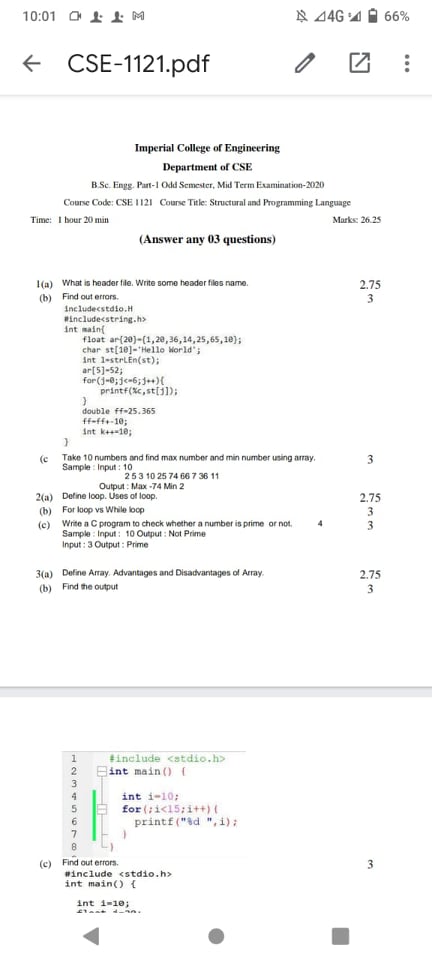 10:01
4G 66%
CSE-1121.pdf
Imperial College of Engineering
Department of CSE
B.Sc. Engg. Part-1 Odd Semester, Mid Term Examination-2020
Course Code: CSE 1121 Course Title: Structural and Programming Language
Time: 1 hour 20 min Marks: 26.25
(Answer any 03 questions)
1(a) What is header file. Write some header files name. 2.75
(b) Find out errors. 3
include<stdio.H
#include<string.h>
int main{
float ar{20}={1,20,36,14,25,65,10};
char st[10]='Hello World';
int l=strLEn(st);
ar[5]=52;
for(j=0;j<=6;j++){
printf(%c,st[j]);
}
double ff=25.365
ff=ff+-10;
int k++=10;
}
(c Take 10 numbers and find max number and min number using array. 3
Sample : Input : 10
2 5 3 10 25 74 66 7 36 11
Output : Max -74 Min 2
2(a) Define loop. Uses of loop. 2.75
(b) For loop vs While loop 3
(c) Write a C program to check whether a number is prime or not. 4 3
Sample : Input : 10 Output : Not Prime
Input : 3 Output : Prime
3(a) Define Array. Advantages and Disadvantages of Array. 2.75
(b) Find the output 3
1 #include <stdio.h>
2 int main() {
3
4 int i=10;
5 for(;i<15;i++){
6 printf("%d ",i);
7 }
8 }
(c) Find out errors. 3
#include <stdio.h>
int main() {
int i=10;